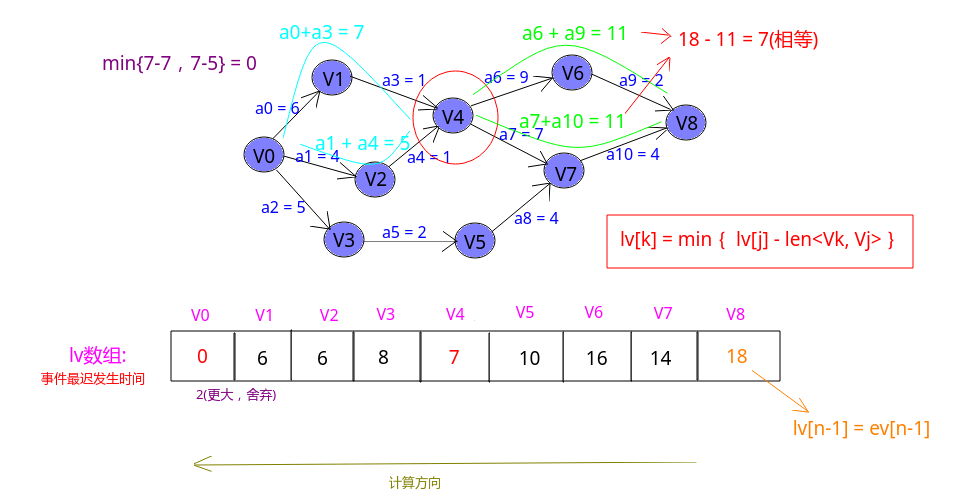 a0+a3 = 7
a6 + a9 = 11
18 - 11 = 7(相等)
min{7-7，7-5} = 0
V1
a3 = 1
a6 = 9
V6
a9 = 2
a0 = 6
V4
a7+a10 = 11
V8
a7 = 7
a1 + a4 = 5
V0
a1 = 4
a4 = 1
a10 = 4
V2
V7
a2 = 5
a8 = 4
V3
a5 = 2
V5
lv[k] = min { lv[j] - len<Vk, Vj> }
V0 V1 V2 V3 V4 V5 V6 V7 V8
lv数组:
0 6 6 8 7 10 16 14 18
事件最迟发生时间
2(更大，舍弃)
lv[n-1] = ev[n-1]
计算方向